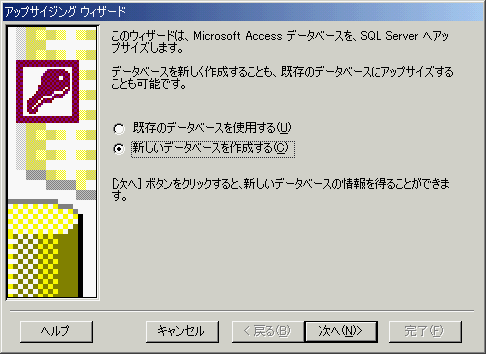 アップサイジング ウィザード
このウィザードは、Microsoft Access データベースを、SQL Server へアッ
プサイズします。
データベースを新しく作成することも、既存のデータベースにアップサイズする
ことも可能です。
既存のデータベースを使用する(U)
新しいデータベースを作成する(C)
[次へ] ボタンをクリックすると、新しいデータベースの情報を得ることができま
す。
ヘルプ
キャンセル
< 戻る(B)
次へ(N)>
完了(F)